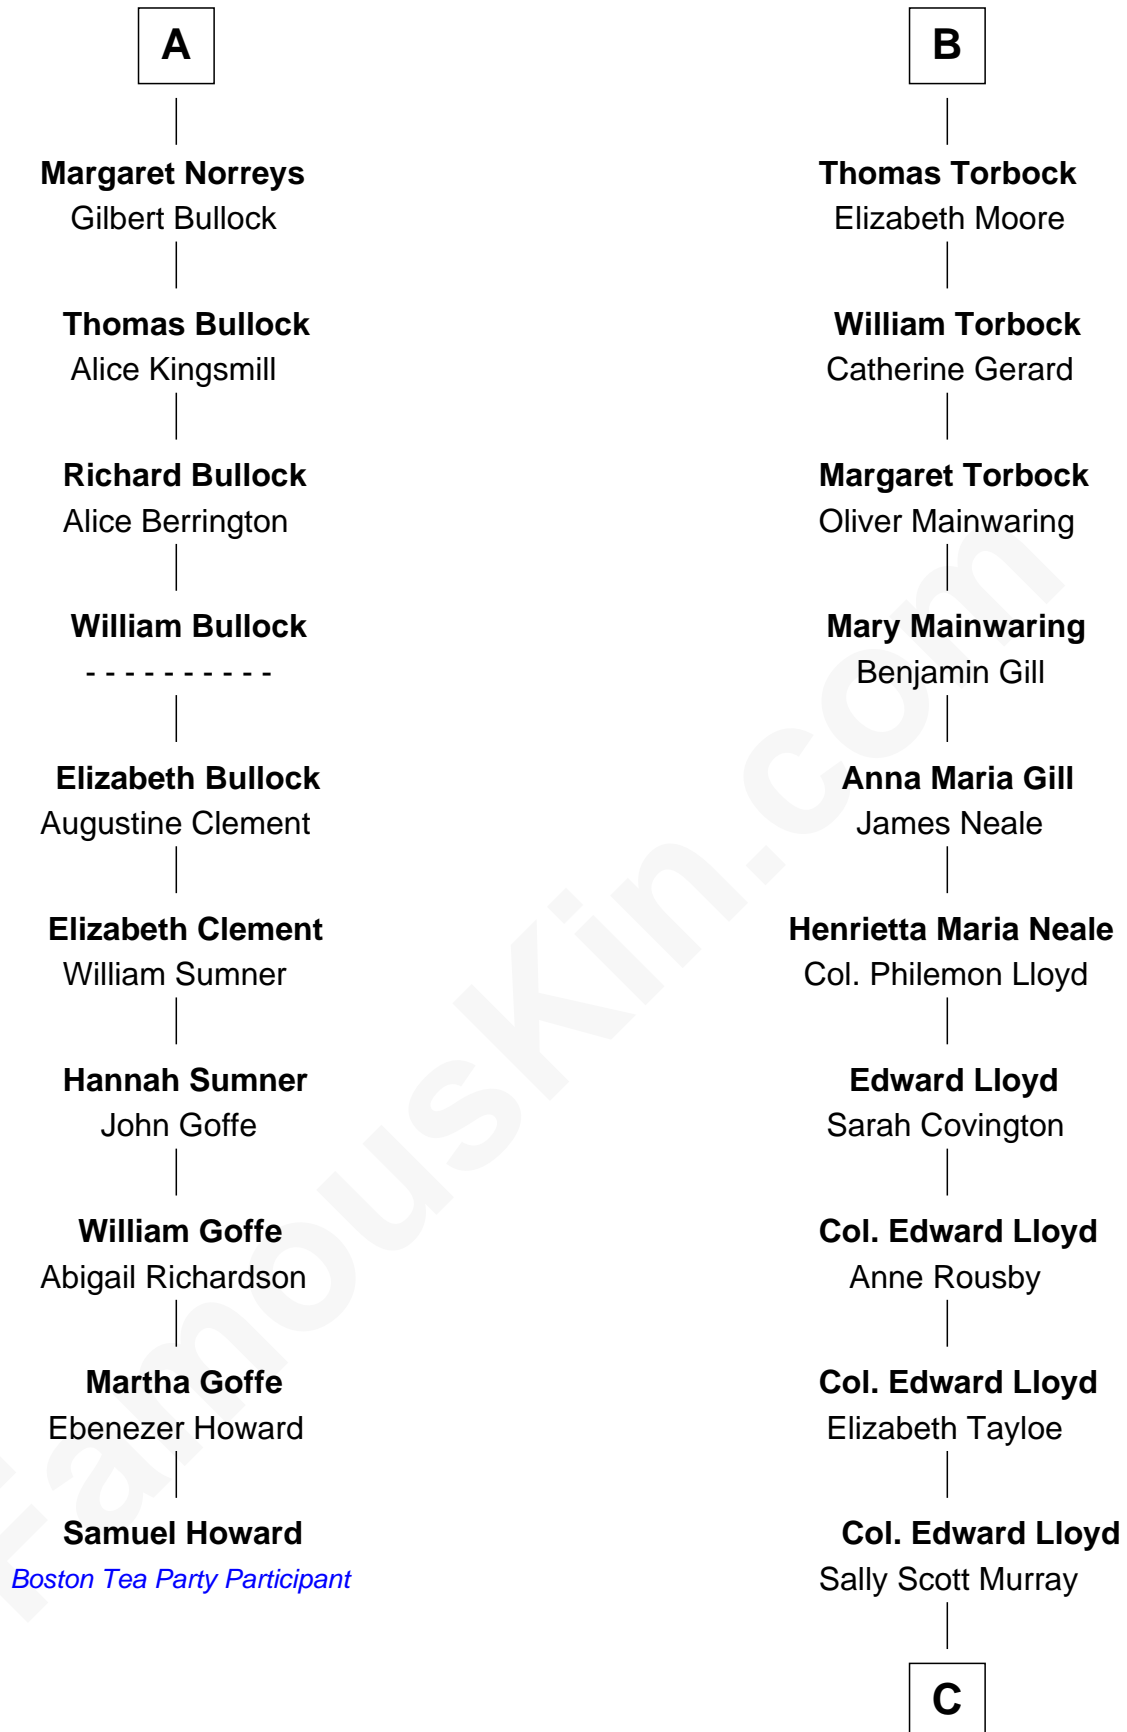 A
Margaret Norreys
Gilbert Bullock
Thomas Bullock
Alice Kingsmill
Richard Bullock
Alice Berrington
William Bullock
- - - - - - - - - -
Elizabeth Bullock
Augustine Clement
Elizabeth Clement
William Sumner
Hannah Sumner
John Goffe
William Goffe
Abigail Richardson
Martha Goffe
Ebenezer Howard
Samuel Howard
Boston Tea Party Participant
B
Thomas Torbock
Elizabeth Moore
William Torbock
Catherine Gerard
Margaret Torbock
Oliver Mainwaring
Mary Mainwaring
Benjamin Gill
Anna Maria Gill
James Neale
Henrietta Maria Neale
Col. Philemon Lloyd
Edward Lloyd
Sarah Covington
Col. Edward Lloyd
Anne Rousby
Col. Edward Lloyd
Elizabeth Tayloe
Col. Edward Lloyd
Sally Scott Murray
C
FamousKin.com